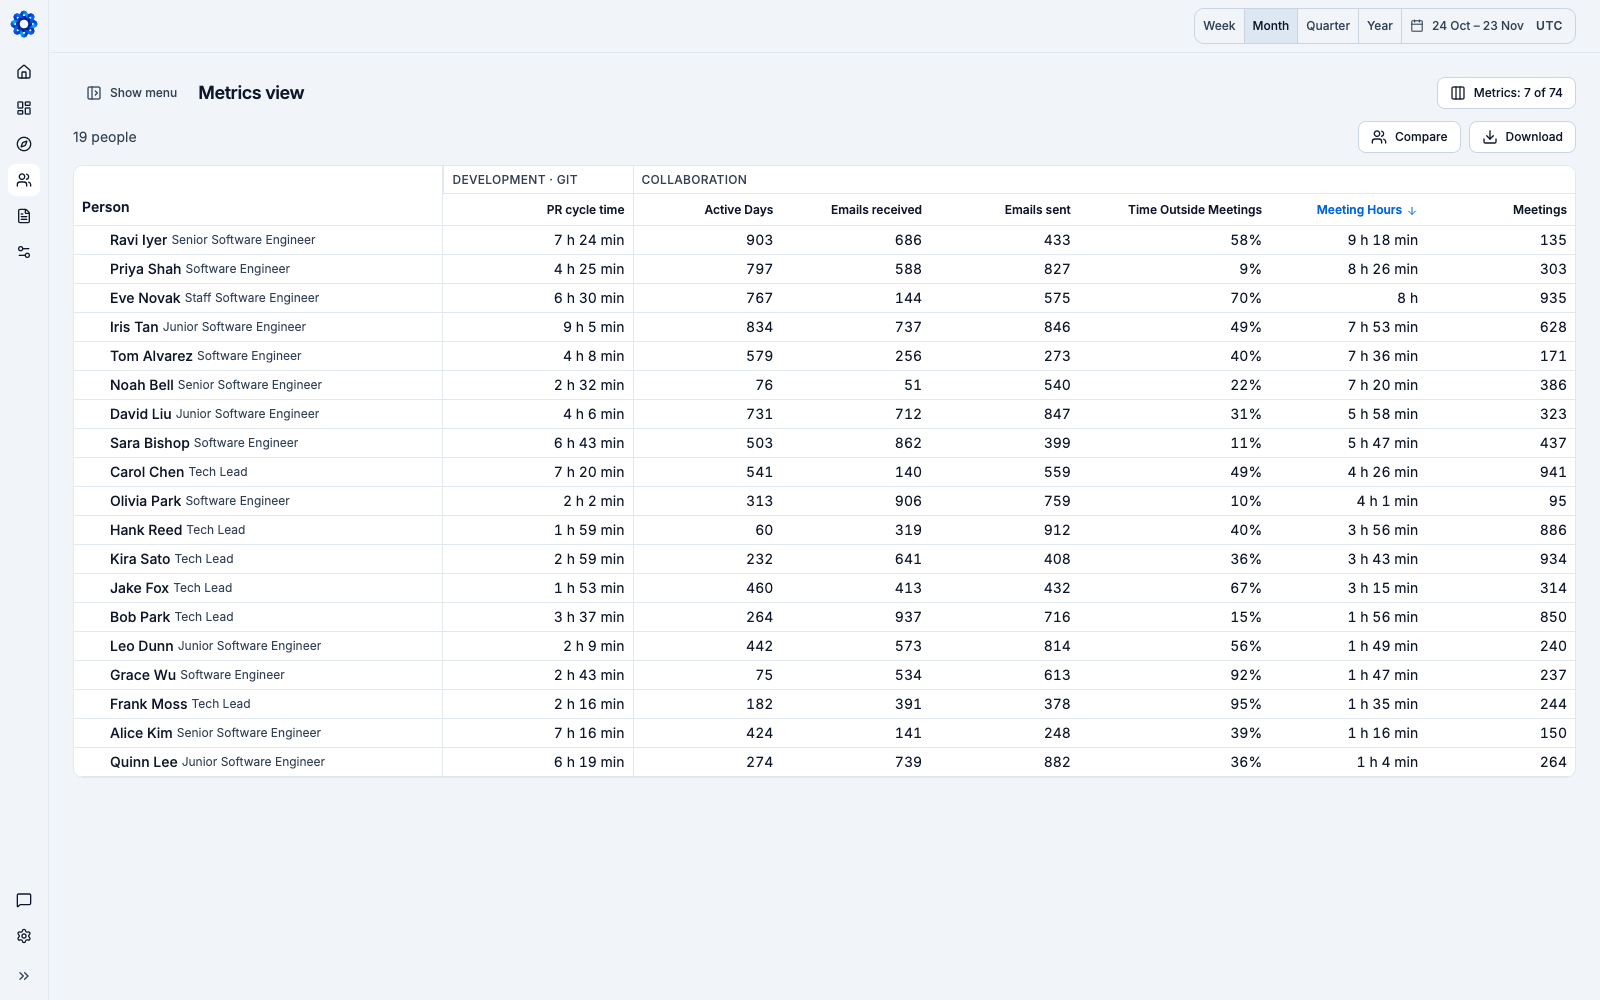 Week Month Quarter Year 24 Oct – 23 Nov UTC
Show menu Metrics view Metrics: 7 of 74
19 people Compare Download
DEVELOPMENT · GIT COLLABORATION
Person PR cycle time Active Days Emails received Emails sent Time Outside Meetings Meeting Hours ↓ Meetings
Ravi Iyer Senior Software Engineer 7 h 24 min 903 686 433 58% 9 h 18 min 135
Priya Shah Software Engineer 4 h 25 min 797 588 827 9% 8 h 26 min 303
Eve Novak Staff Software Engineer 6 h 30 min 767 144 575 70% 8 h 935
Iris Tan Junior Software Engineer 9 h 5 min 834 737 846 49% 7 h 53 min 628
Tom Alvarez Software Engineer 4 h 8 min 579 256 273 40% 7 h 36 min 171
Noah Bell Senior Software Engineer 2 h 32 min 76 51 540 22% 7 h 20 min 386
David Liu Junior Software Engineer 4 h 6 min 731 712 847 31% 5 h 58 min 323
Sara Bishop Software Engineer 6 h 43 min 503 862 399 11% 5 h 47 min 437
Carol Chen Tech Lead 7 h 20 min 541 140 559 49% 4 h 26 min 941
Olivia Park Software Engineer 2 h 2 min 313 906 759 10% 4 h 1 min 95
Hank Reed Tech Lead 1 h 59 min 60 319 912 40% 3 h 56 min 886
Kira Sato Tech Lead 2 h 59 min 232 641 408 36% 3 h 43 min 934
Jake Fox Tech Lead 1 h 53 min 460 413 432 67% 3 h 15 min 314
Bob Park Tech Lead 3 h 37 min 264 937 716 15% 1 h 56 min 850
Leo Dunn Junior Software Engineer 2 h 9 min 442 573 814 56% 1 h 49 min 240
Grace Wu Software Engineer 2 h 43 min 75 534 613 92% 1 h 47 min 237
Frank Moss Tech Lead 2 h 16 min 182 391 378 95% 1 h 35 min 244
Alice Kim Senior Software Engineer 7 h 16 min 424 141 248 39% 1 h 16 min 150
Quinn Lee Junior Software Engineer 6 h 19 min 274 739 882 36% 1 h 4 min 264